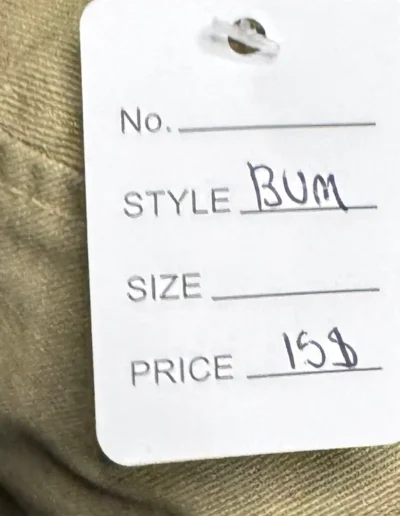 No.
STYLE BUM
SIZE
PRICE 15$